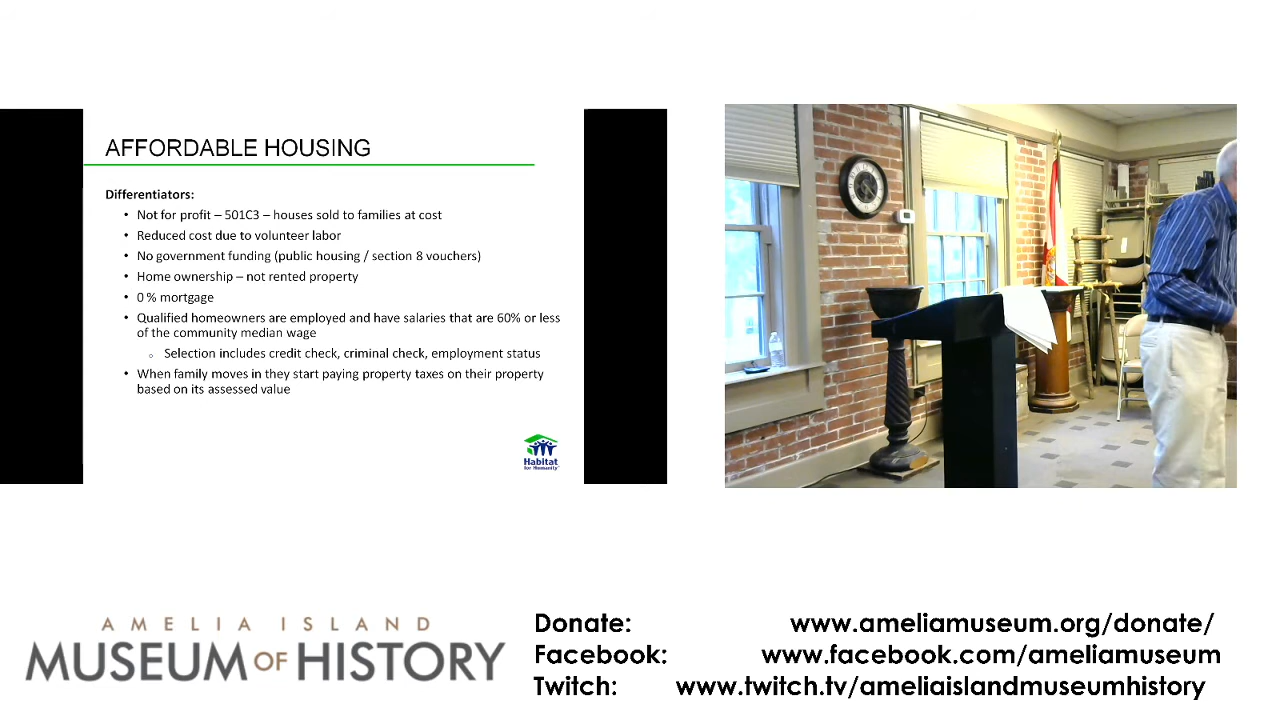 AFFORDABLE HOUSING
Differentiators:
• Not for profit – 501C3 – houses sold to families at cost
• Reduced cost due to volunteer labor
• No government funding (public housing / section 8 vouchers)
• Home ownership – not rented property
• 0 % mortgage
• Qualified homeowners are employed and have salaries that are 60% or less
of the community median wage
o Selection includes credit check, criminal check, employment status
• When family moves in they start paying property taxes on their property
based on its assessed value
Habitat
for Humanity
AMELIA ISLAND
MUSEUM OF HISTORY
Donate: www.ameliamuseum.org/donate/
Facebook: www.facebook.com/ameliamuseum
Twitch: www.twitch.tv/ameliaislandmuseumhistory